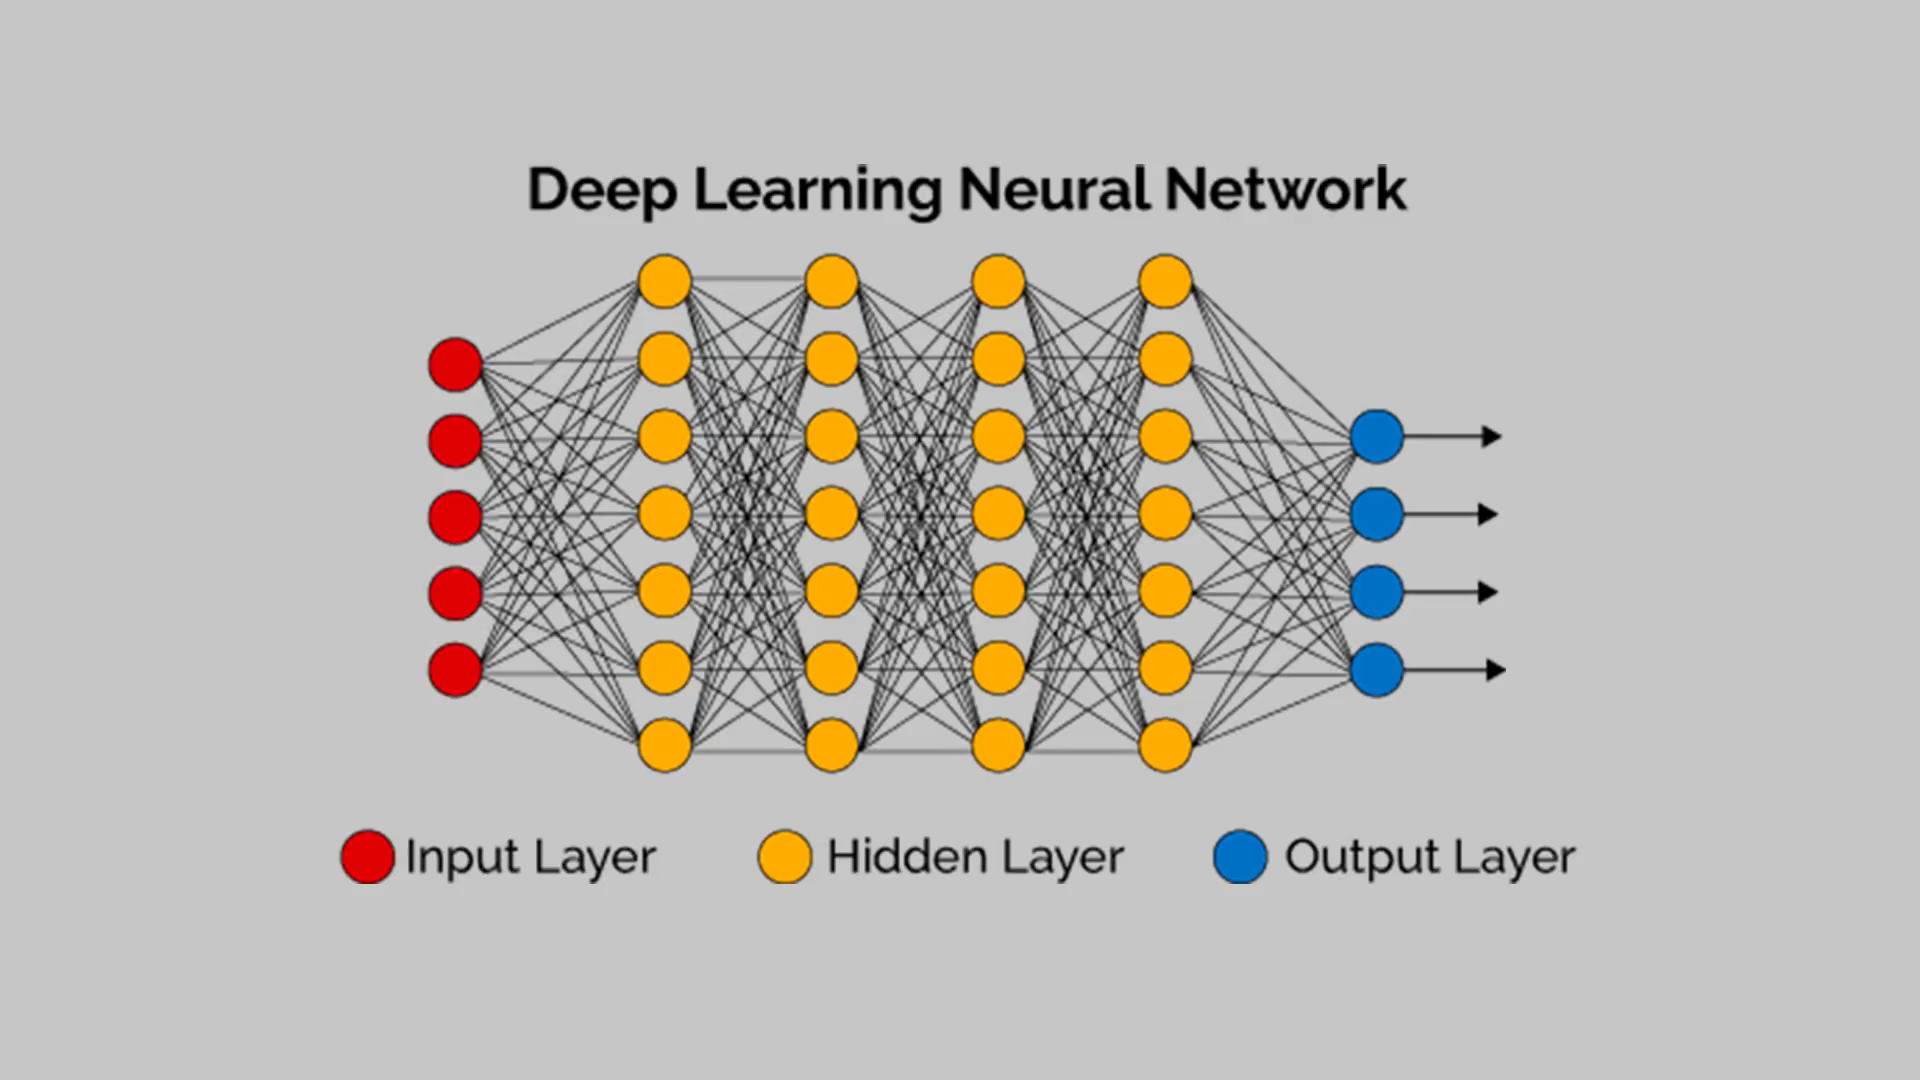 Deep Learning Neural Network
Input Layer
Hidden Layer
Output Layer